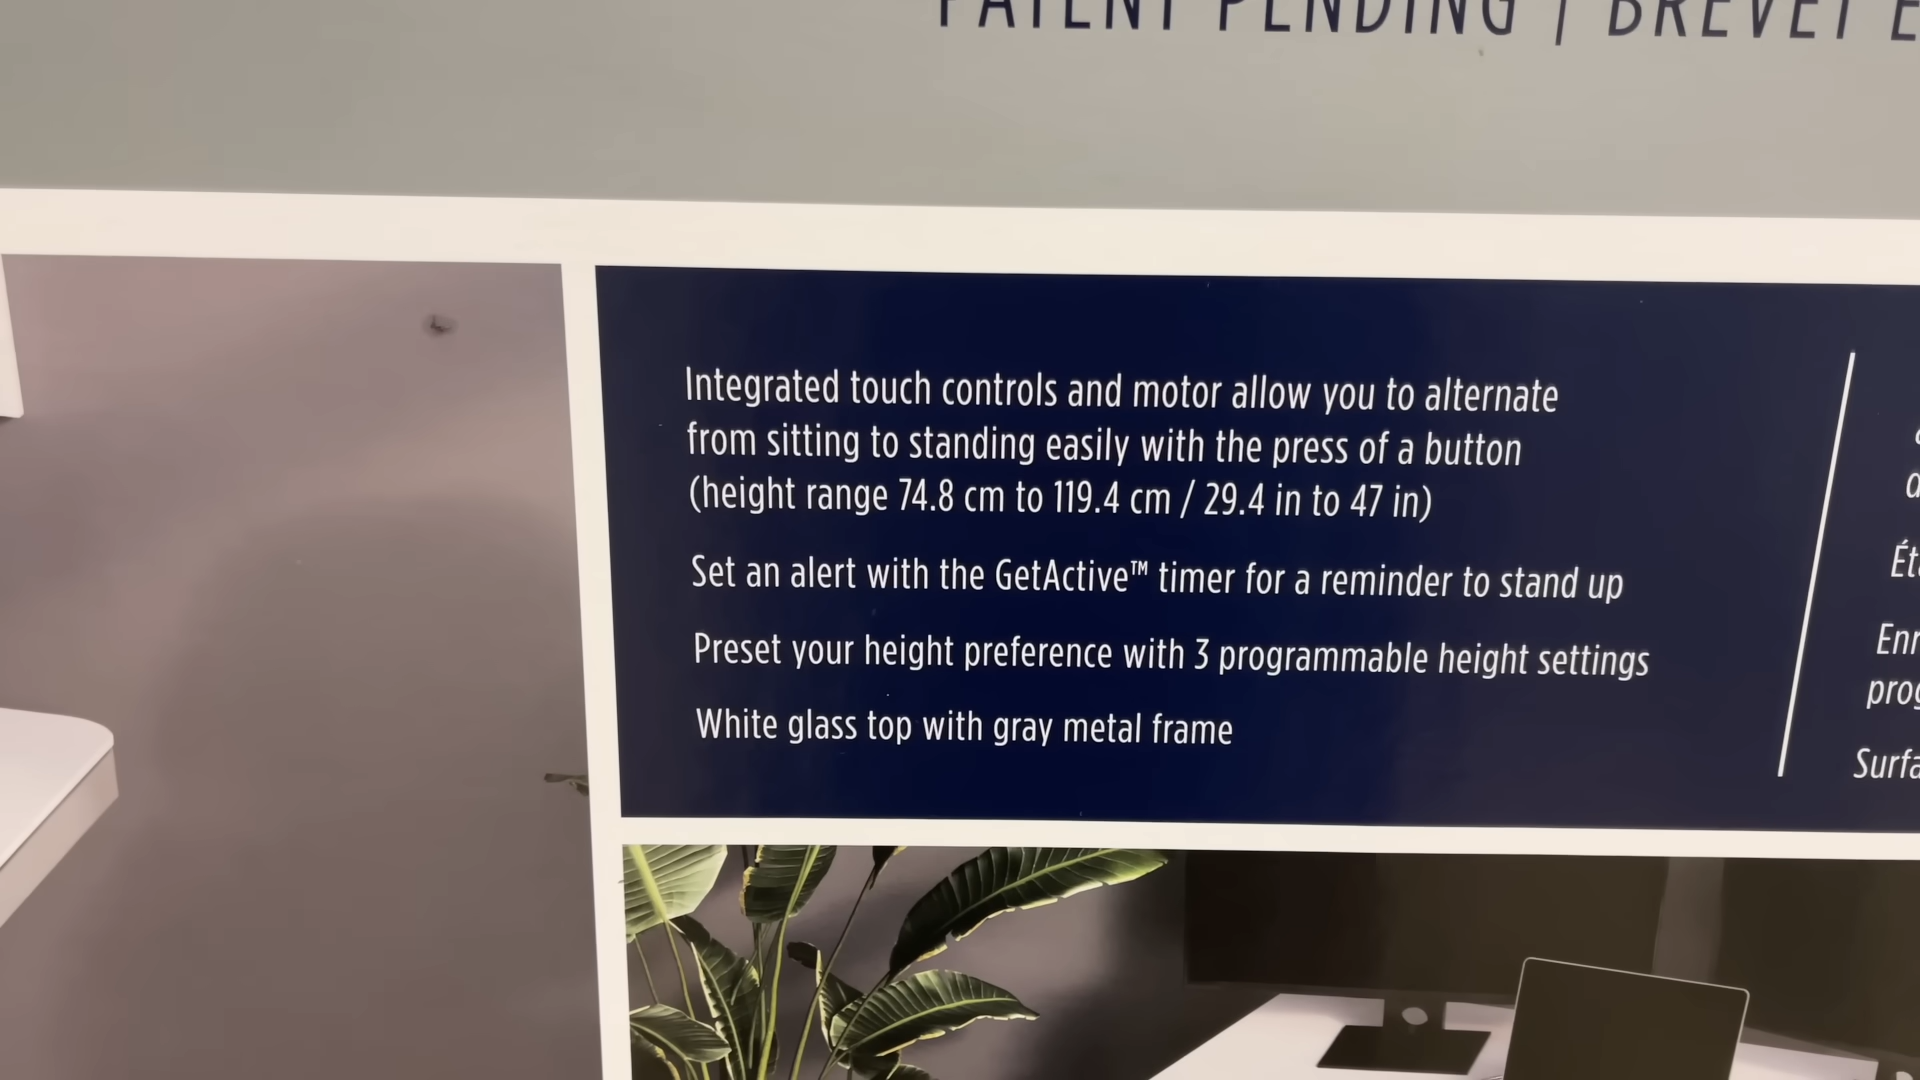 PATENT PENDING | BREVET
Integrated touch controls and motor allow you to alternate
from sitting to standing easily with the press of a button
(height range 74.8 cm to 119.4 cm / 29.4 in to 47 in)
Set an alert with the GetActive™ timer for a reminder to stand up
Preset your height preference with 3 programmable height settings
White glass top with gray metal frame